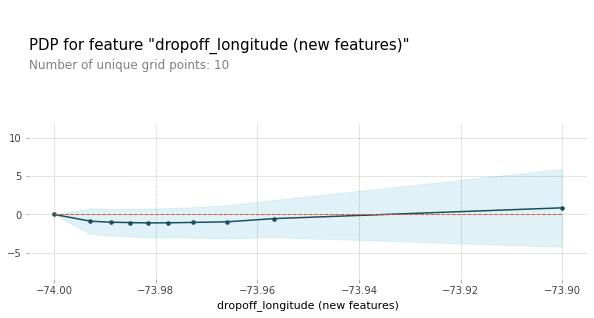 PDP for feature "dropoff_longitude (new features)"
Number of unique grid points: 10
10
5
0
−5
−74.00 −73.98 −73.96 −73.94 −73.92 −73.90
dropoff_longitude (new features)